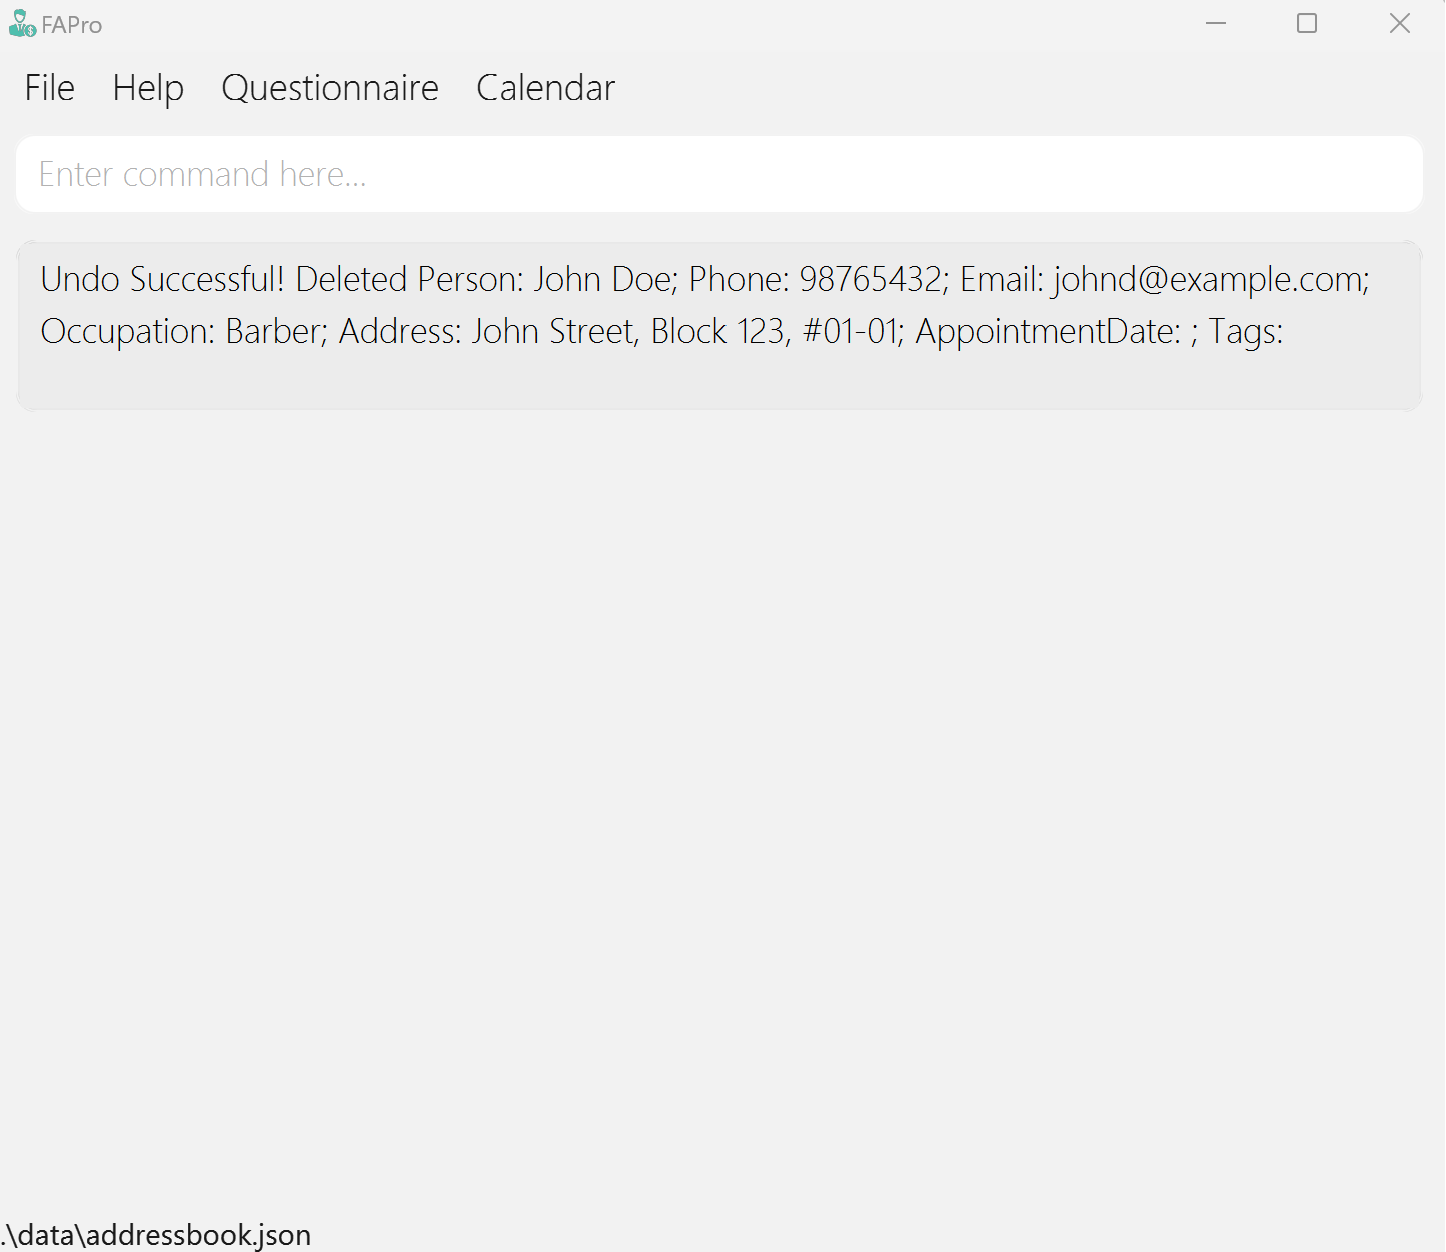 FAPro
File Help Questionnaire Calendar
Enter command here...
Undo Successful! Deleted Person: John Doe; Phone: 98765432; Email: johnd@example.com;
Occupation: Barber; Address: John Street, Block 123, #01-01; AppointmentDate: ; Tags:
.\data\addressbook.json